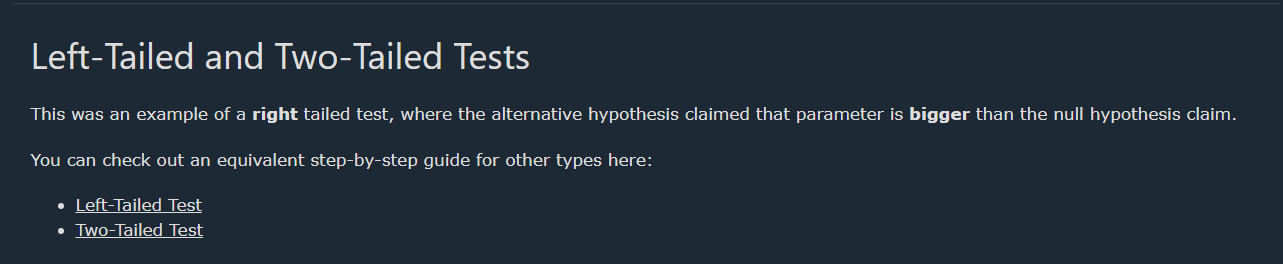 Left-Tailed and Two-Tailed Tests
This was an example of a right tailed test, where the alternative hypothesis claimed that parameter is bigger than the null hypothesis claim.
You can check out an equivalent step-by-step guide for other types here:
• Left-Tailed Test
• Two-Tailed Test